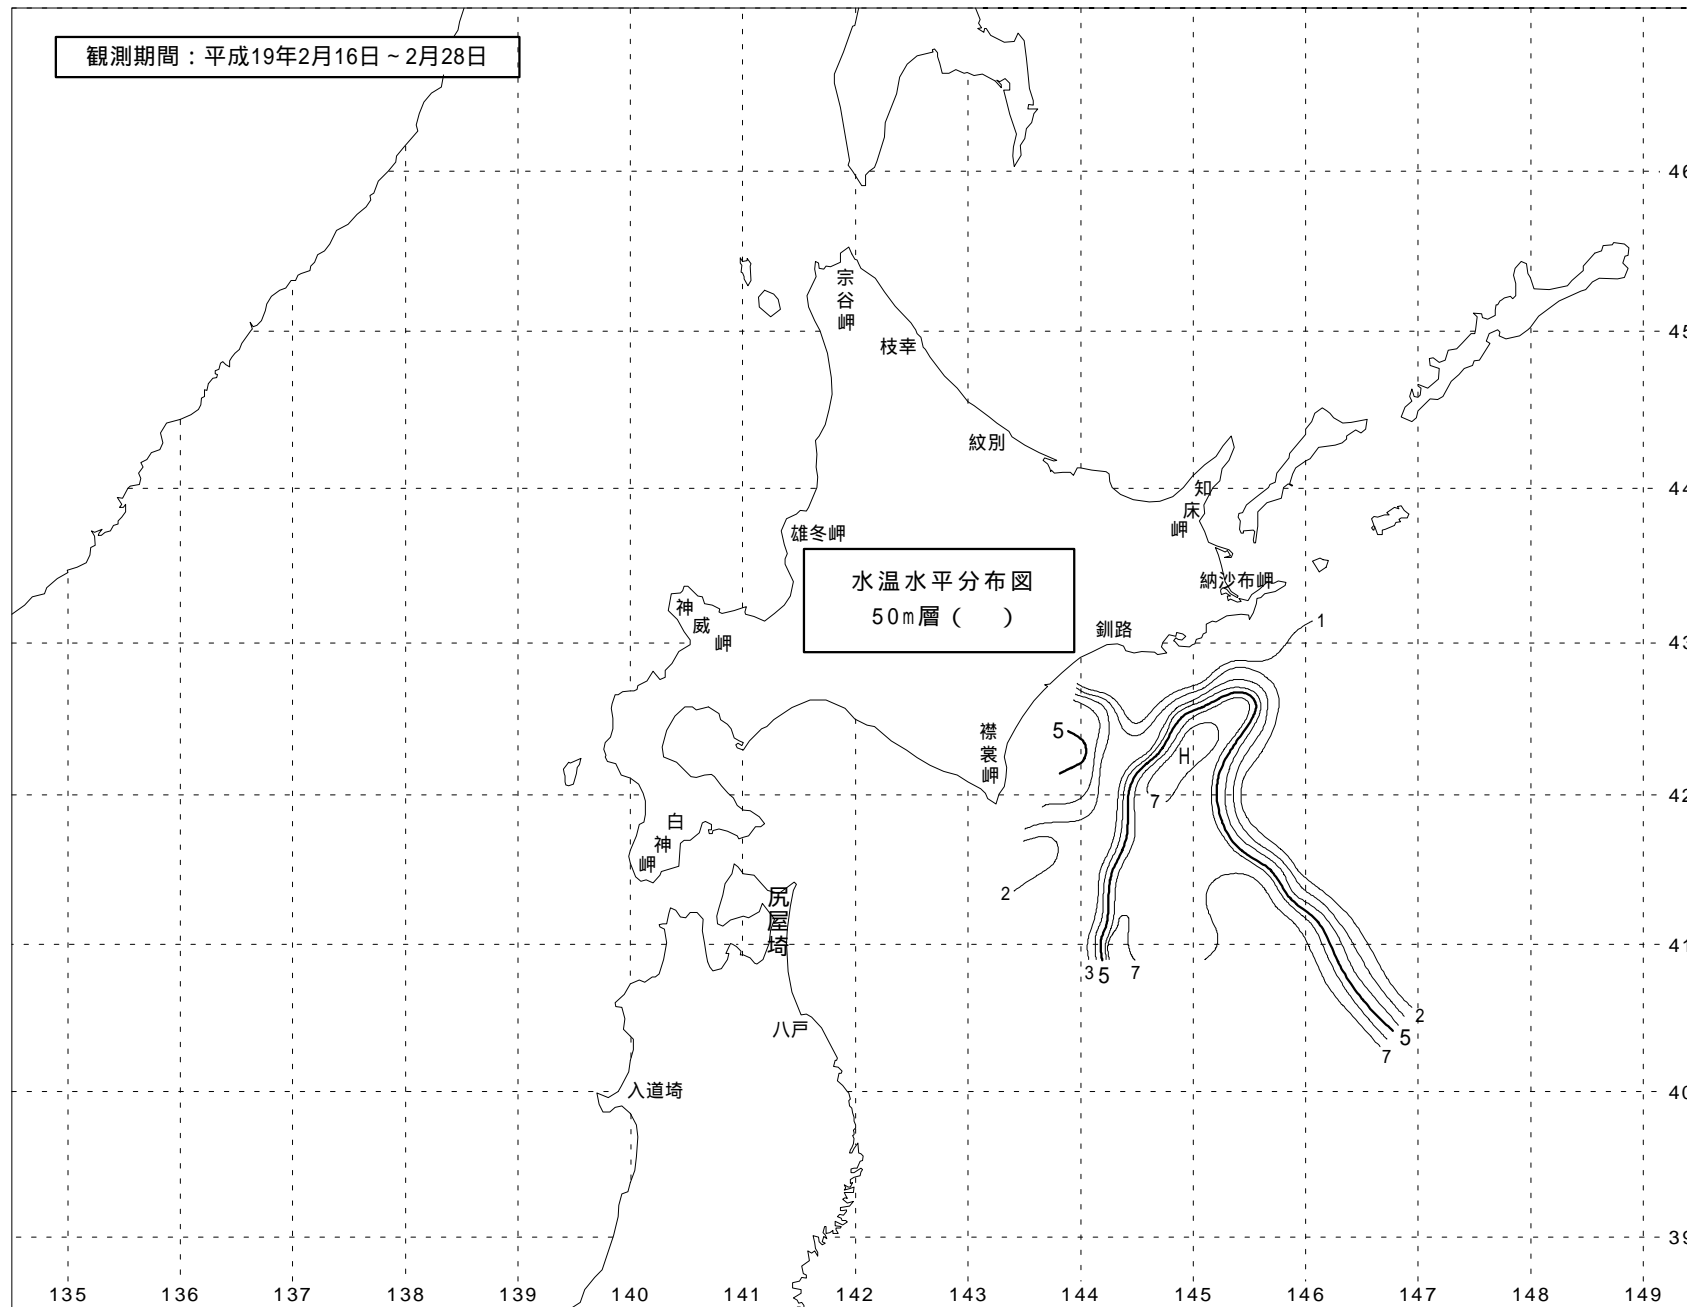 観測期間：平成19年2月16日～2月28日
46
宗谷岬
45
枝幸
紋別
44
知床岬
雄冬岬
水温水平分布図
50m層（　）
納沙布岬
神威岬
釧路
1
43
襟裳岬
5
H
7
42
白神岬
2
尻屋埼
41
3
5
7
2
5
7
八戸
入道埼
40
39
135 136 137 138 139 140 141 142 143 144 145 146 147 148 149